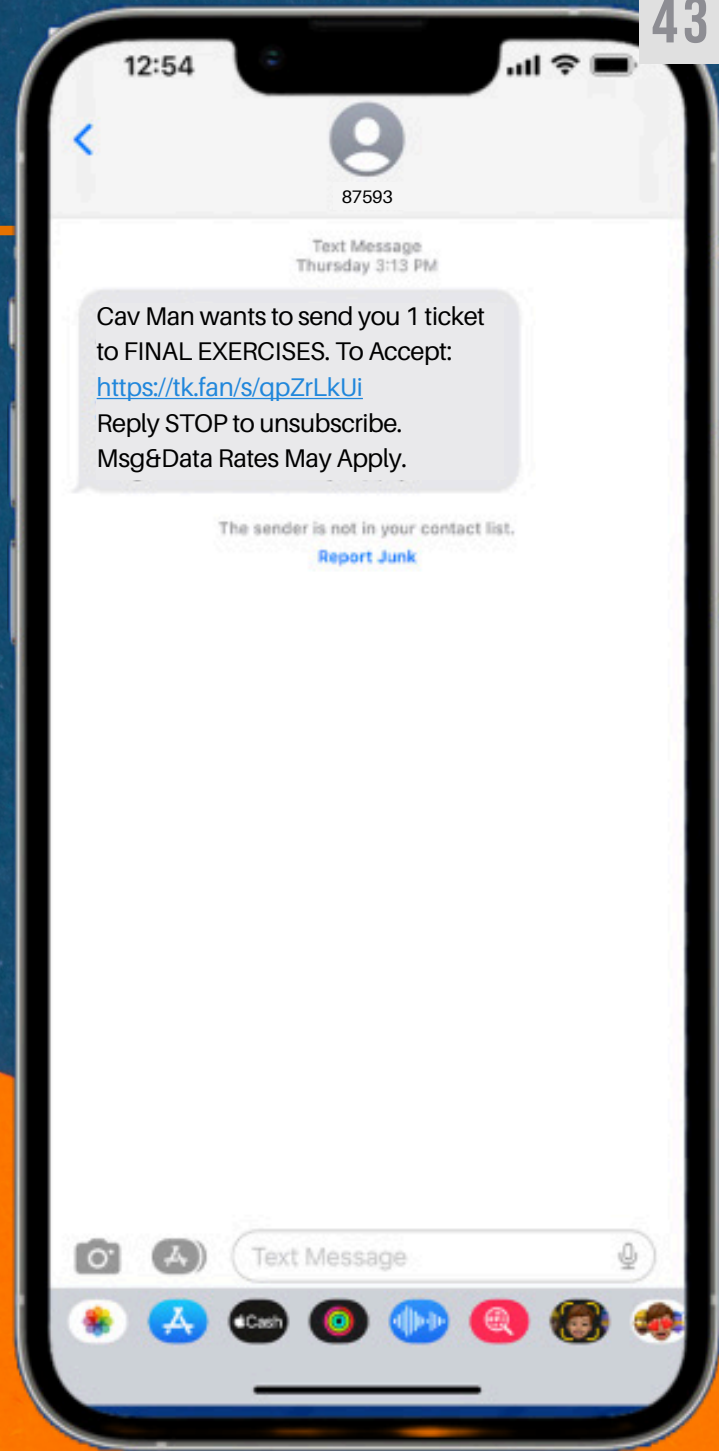 43
12:54
87593
Text Message
Thursday 3:13 PM
Cav Man wants to send you 1 ticket
to FINAL EXERCISES. To Accept:
https://tk.fan/s/qpZrLkUi
Reply STOP to unsubscribe.
Msg&Data Rates May Apply.
The sender is not in your contact list.
Report Junk
Text Message
Cash